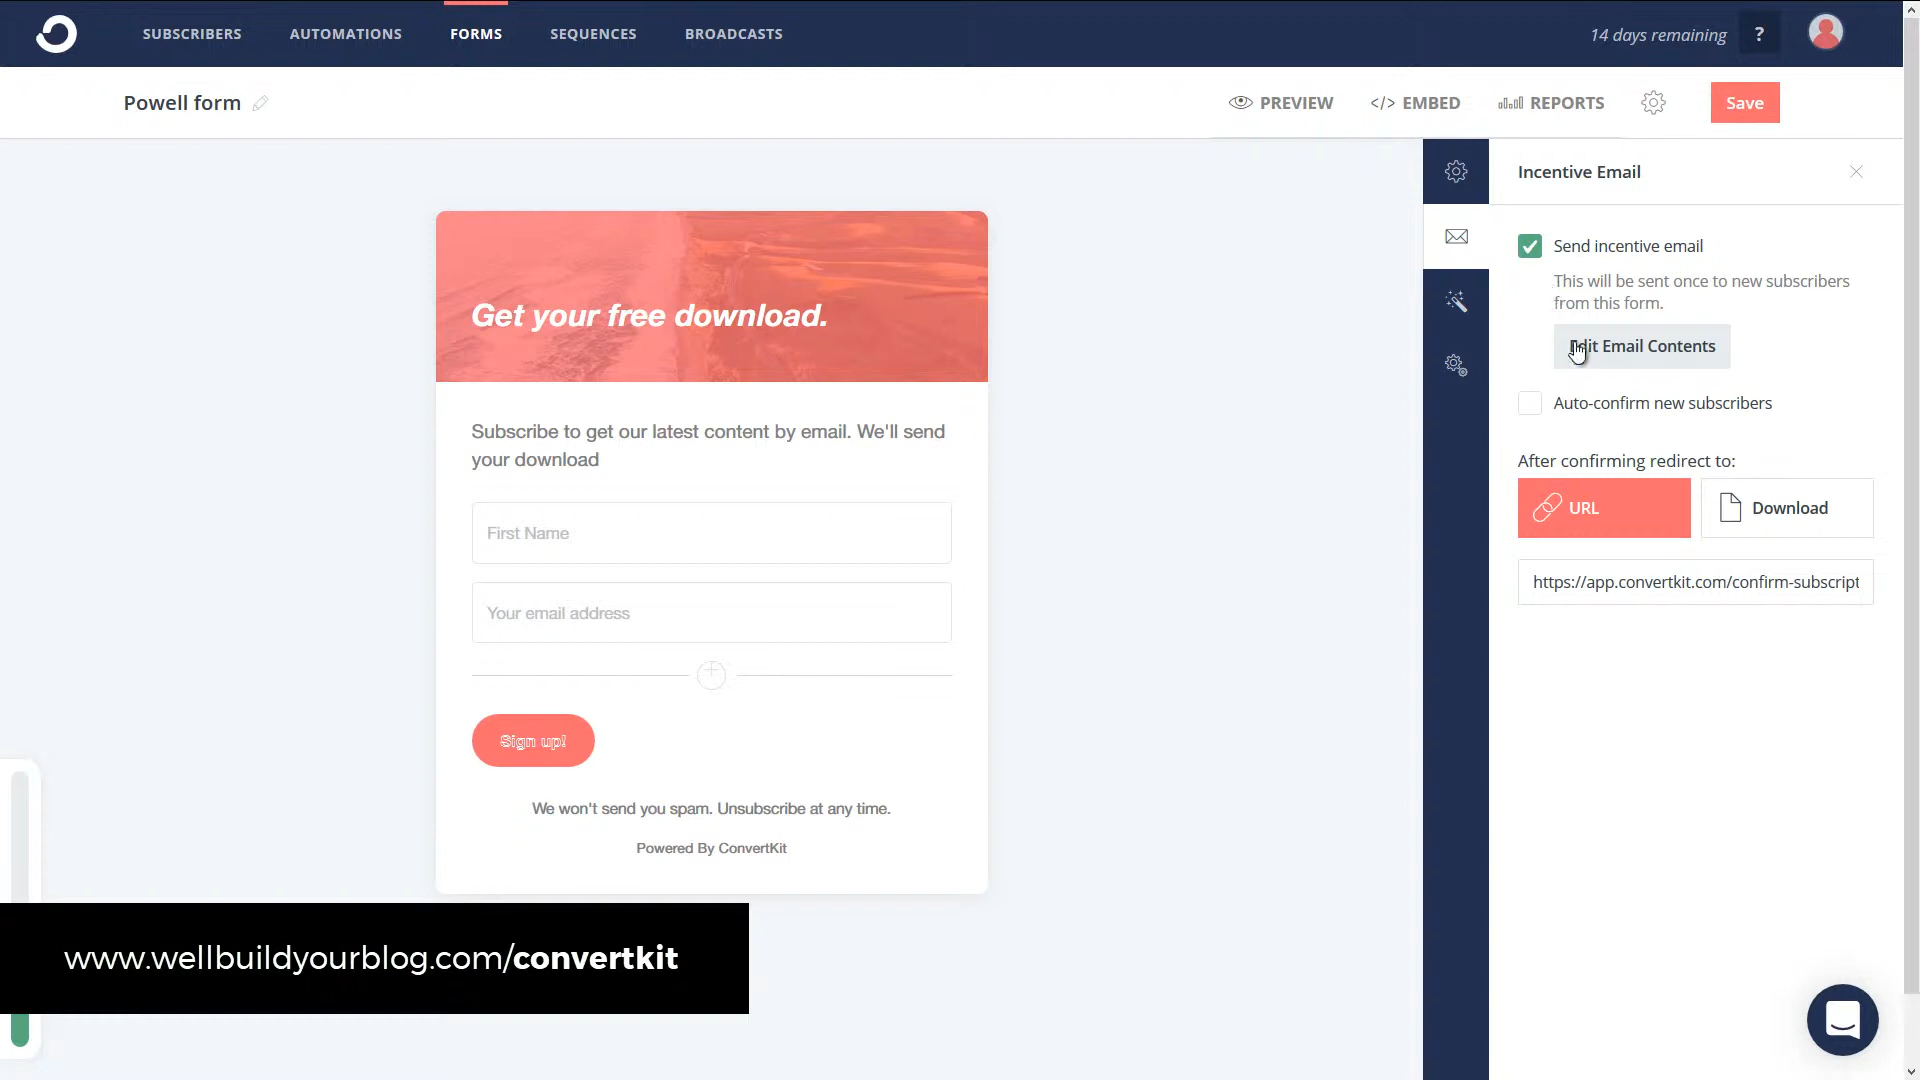 SUBSCRIBERS AUTOMATIONS FORMS SEQUENCES BROADCASTS 14 days remaining ?
Powell form PREVIEW </> EMBED REPORTS Save
Incentive Email
Send incentive email
This will be sent once to new subscribers
from this form.
Edit Email Contents
Auto-confirm new subscribers
After confirming redirect to:
URL Download
https://app.convertkit.com/confirm-subscript
Get your free download.
Subscribe to get our latest content by email. We'll send
your download
First Name
Your email address
Sign up!
We won't send you spam. Unsubscribe at any time.
Powered By ConvertKit
www.wellbuildyourblog.com/convertkit